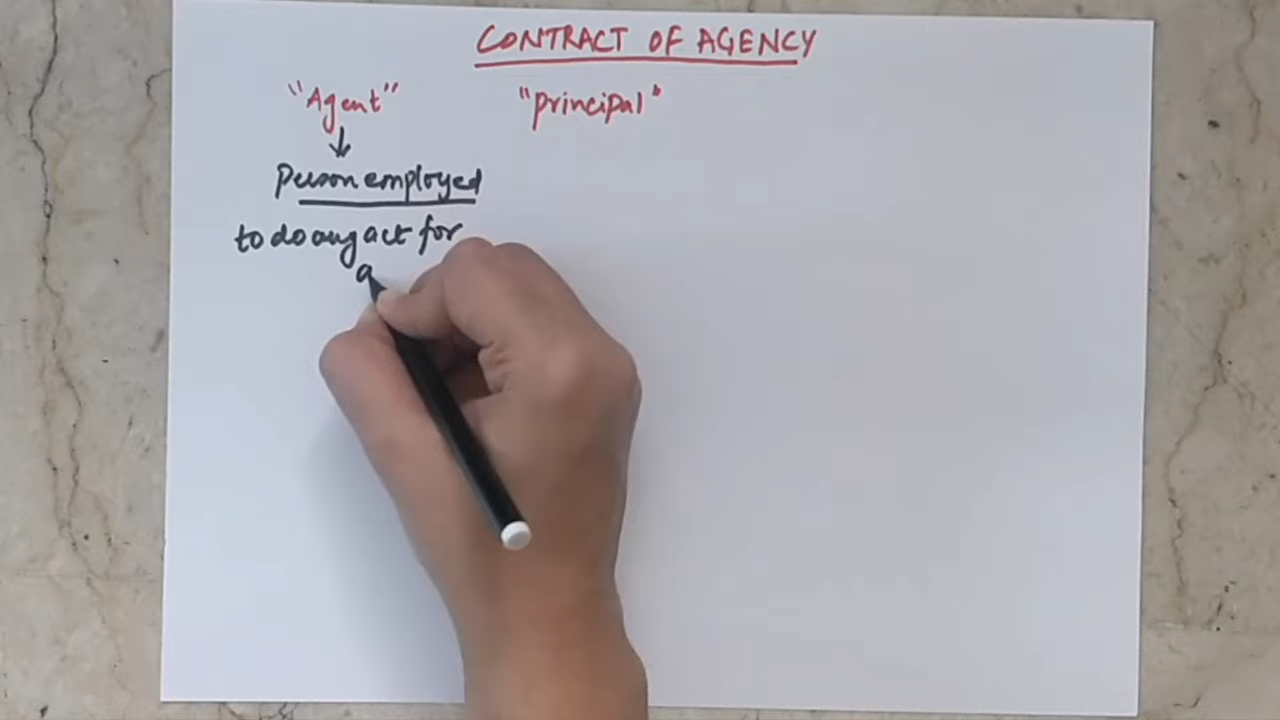 CONTRACT OF AGENCY
"Agent" "principal"
Person employed
to do any act for
a